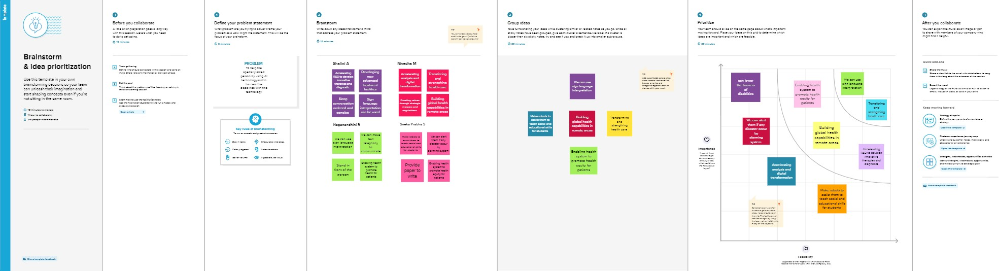 Template
Brainstorm
& idea prioritization
Use this template in your own
brainstorming sessions so your team
can unleash their imagination and
start shaping concepts even if you're
not sitting in the same room.
10 minutes to prepare
1 hour to collaborate
2-8 people recommended
Share template feedback
Before you collaborate
A little bit of preparation goes a long way
with this session. Here's what you need
to do to get going.
10 minutes
Team gathering
Define who should participate in the session and send an
invite. Share relevant information or pre-work ahead.
Set the goal
Think about the problem you'll be focusing on solving in
the brainstorming session.
Learn how to use the facilitation tools
Use the Facilitation Superpowers to run a happy and
productive session.
Open article
1
Define your problem statement
What problem are you trying to solve? Frame your
problem as a How Might We statement. This will be the
focus of your brainstorm.
5 minutes
PROBLEM
To help the
specially abled
person by using AI
technologyand to
barriers the
disabilities with this
technology
Key rules of brainstorming
To run an smooth and productive session
Stay in topic.
Encourage wild ideas.
Defer judgment.
Listen to others.
Go for volume.
If possible, be visual.
2
Brainstorm
Write down any ideas that come to mind
that address your problem statement.
10 minutes
TIP
You can select a sticky note
and hit the pencil [switch to
sketch] icon to start drawing!
Shalini A
Accelerating
R&D to develop
innovative
therapies and
diagnostic
Developing
new
advanced
treatment
facilities
Keep
conversation
ordered and
concise
Sign
language
interpretation
can be used
Nivedha M
Accelerating
analysis and
digital
transformation
Transfering
and
strengthing
health care
Creating values
through strategic
mergers and
acquisitions
Building
global health
capabilities in
remote areas
Naganandhini R
We can use
sign language
interpretation
we can make
text
telephony
to
communicate
Stand in
front of the
person
Enabling health
system to
promote
health for
patients
Sneka Prabha S
Make robots to
assist them to
teach social and
educational skills
for students
We can alert
them if any
disaster occur
by
alarming system
Provide
paper to
write
Enabling health
system to
promote health
equity for
patients
3
Group ideas
Take turns sharing your ideas while clustering similar or related notes as you go. Once all
sticky notes have been grouped, give each cluster a sentence-like label. If a cluster is
bigger than six sticky notes, try and see if you and break it up into smaller sub-groups.
20 minutes
TIP
Add customizable tags to sticky
notes to make it easier to find,
browse, organize, and
categorize important ideas as
themes within your mural.
We can use
sign language
interpretation
Make robots to
assist them to
teach social and
educational skills
for students
Building
global health
capabilities in
remote areas
Transforming
and
strengthing
health care
Enabling health
system to
promote health
equity for
patients
4
Prioritize
Your team should all be on the same page about what's important
moving forward. Place your ideas on this grid to determine which
ideas are important and which are feasible.
20 minutes
can lower
the barriers
of
disablities
Enabling health
system to
promote health
equity for
patients
We can use
sign language
interpretation
Transfering
and
strengthing
health care
We can alert
them if any
disaster occur
by
alarming
system
Building
global health
capabilities in
remote areas
Accelerating
R&D to develop
innovative
therapies and
diagnotics
Accelerating
analysis and
digital
transformation
Make robots to
assist them to
teach social and
educational skills
for students
TIP
Participants can use their
cursors to point at where
sticky notes should go on
the grid. The facilitator can
confirm the spot by using
the laser pointer holding the
H key on the keyboard.
Importance
If each of these
tasks could get
done without any
difficulty or cost,
which would have
the most positive
impact?
Feasibility
Regardless of their importance, which tasks are more
feasible than others? (Cost, time, effort, complexity, etc.)
After you collaborate
You can export the mural as an image or pdf
to share with members of your company who
might find it helpful.
Quick add-ons
Share the mural
Share a view link to the mural with stakeholders to keep
them in the loop about the outcomes of the session.
Export the mural
Export a copy of the mural as a PNG or PDF to attach to
emails, include in slides, or save in your drive.
Keep moving forward
Strategy blueprint
Define the components of a new idea or
strategy.
Open the template
Customer experience journey map
Understand customer needs, motivations, and
obstacles for an experience.
Open the template
Strengths, weaknesses, opportunities & threats
Identify strengths, weaknesses, opportunities,
and threats (SWOT) to develop a plan.
Open the template
Share template feedback